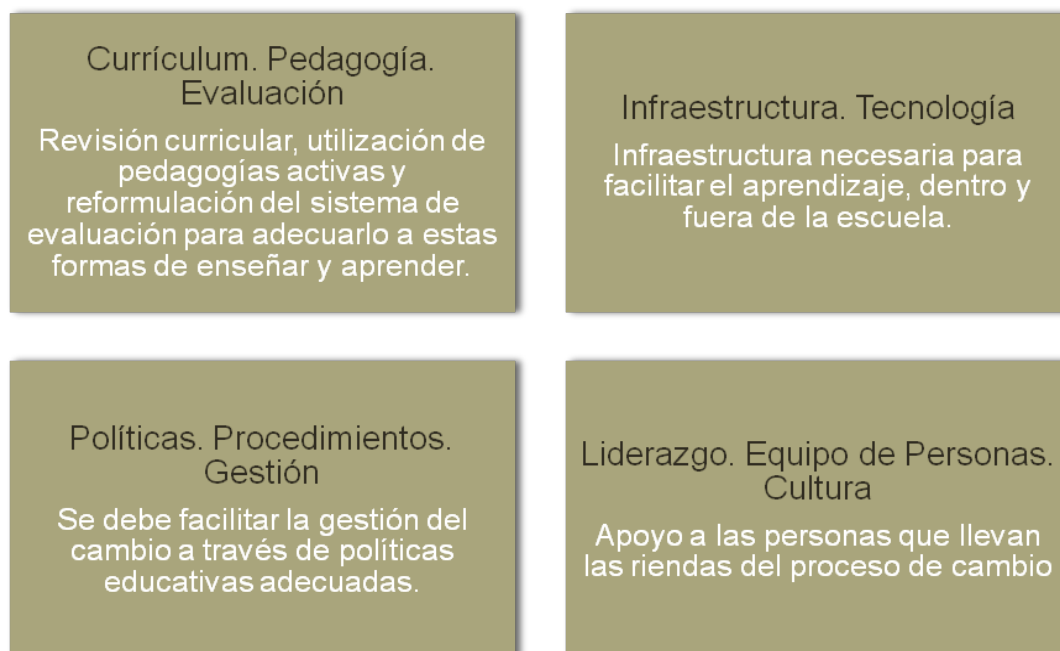 Currículum. Pedagogía.
Evaluación
Revisión curricular, utilización de
pedagogías activas y
reformulación del sistema de
evaluación para adecuarlo a estas
formas de enseñar y aprender.
Infraestructura. Tecnología
Infraestructura necesaria para
facilitar el aprendizaje, dentro y
fuera de la escuela.
Políticas. Procedimientos.
Gestión
Se debe facilitar la gestión del
cambio a través de políticas
educativas adecuadas.
Liderazgo. Equipo de Personas.
Cultura
Apoyo a las personas que llevan
las riendas del proceso de cambio